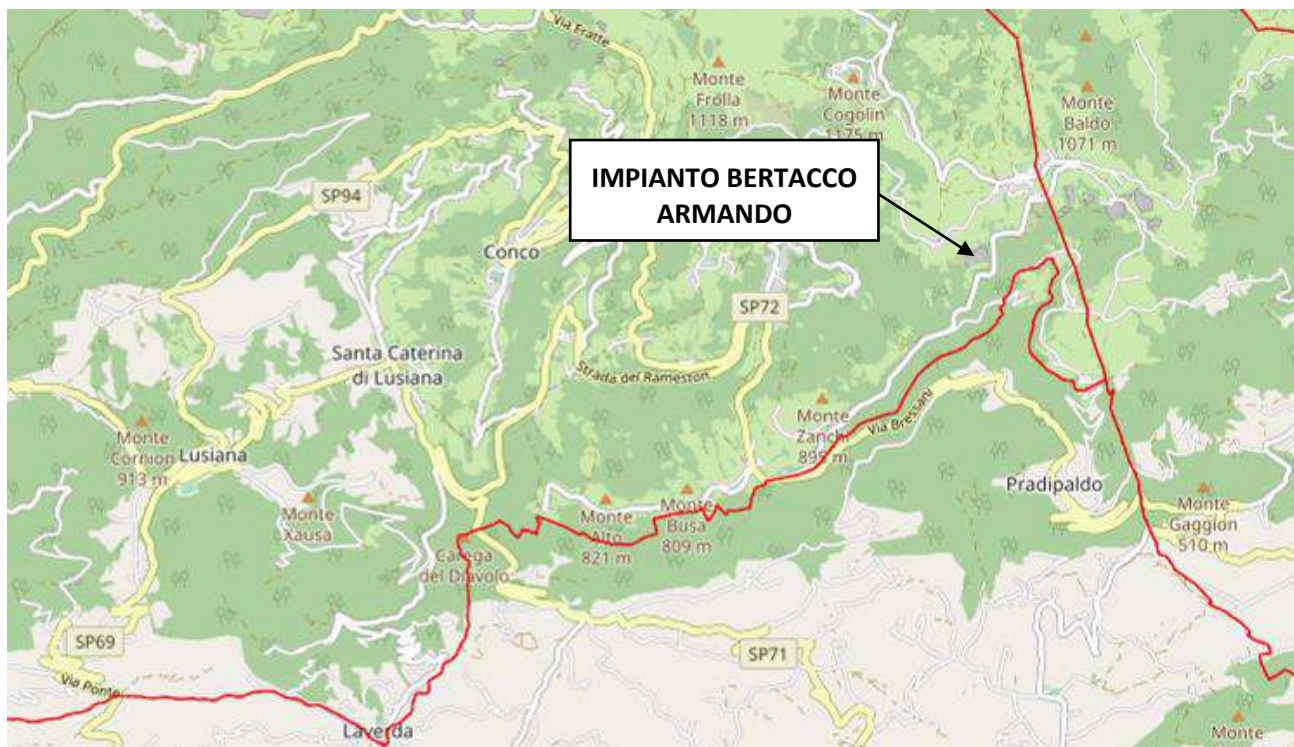 Via Fratte
Monte
Frolla
1118 m
Monte
Cogolin
1175 m
Monte
Baldo
1071 m
IMPIANTO BERTACCO
ARMANDO
SP94
Conco
SP72
Santa Caterina
di Lusiana
Strada dei Rameston
Monte
Zanchi
895 m
Via Bressani
Monte
Cornion
913 m
Lusiana
Monte
Xausa
Pradipaldo
Monte
Gaggion
510 m
Monte
Alto
821 m
Monte
Busa
809 m
Carega
del Diavolo
SP69
SP71
Via Ponte
Laverda
Monte